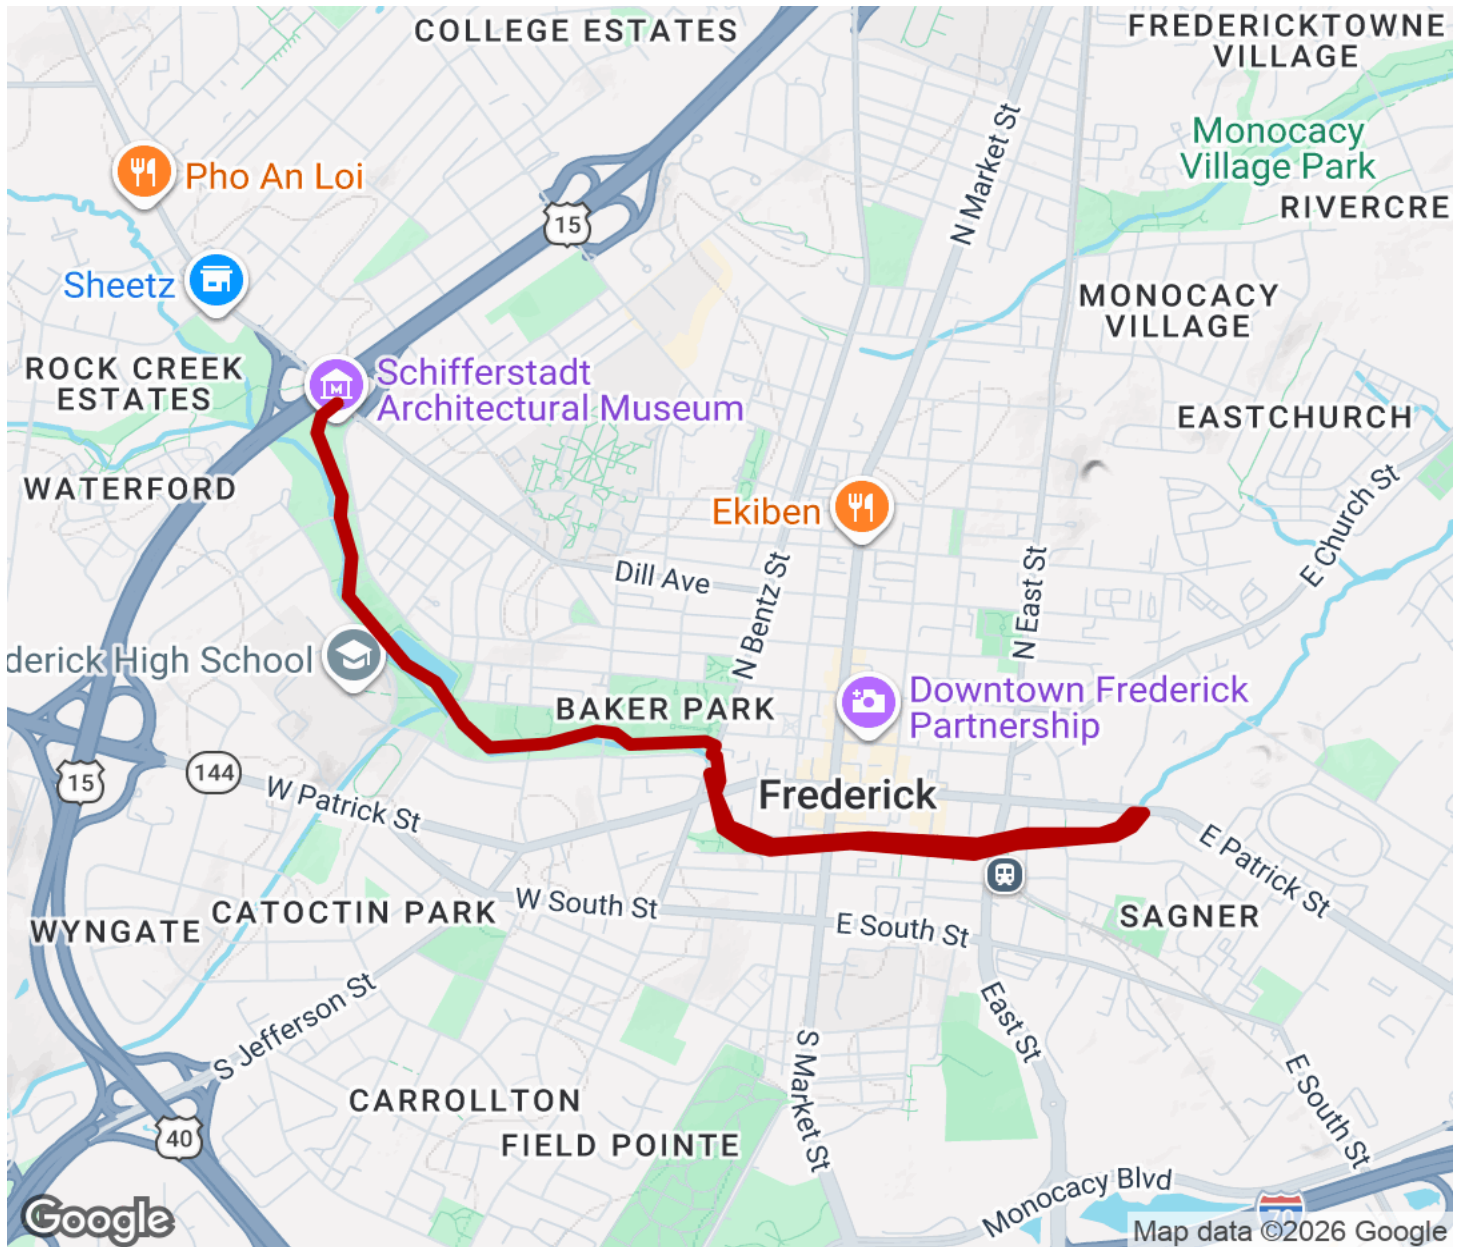 COLLEGE ESTATES
FREDERICKTOWNE
VILLAGE
Monocacy
Village Park
RIVERCRE
N Market St
Pho An Loi
15
Sheetz
MONOCACY
VILLAGE
ROCK CREEK
ESTATES
Schifferstadt
Architectural Museum
M
EASTCHURCH
WATERFORD
E Church St
Ekiben
Dill Ave
N Bentz St
N East St
derick High School
BAKER PARK
Downtown Frederick
Partnership
15
144
W Patrick St
Frederick
E Patrick St
WYNGATE
CATOCTIN PARK
W South St
E South St
SAGNER
S Jefferson St
East St
S Market St
E South St
CARROLLTON
40
FIELD POINTE
Monocacy Blvd
70
Google
Map data ©2026 Google